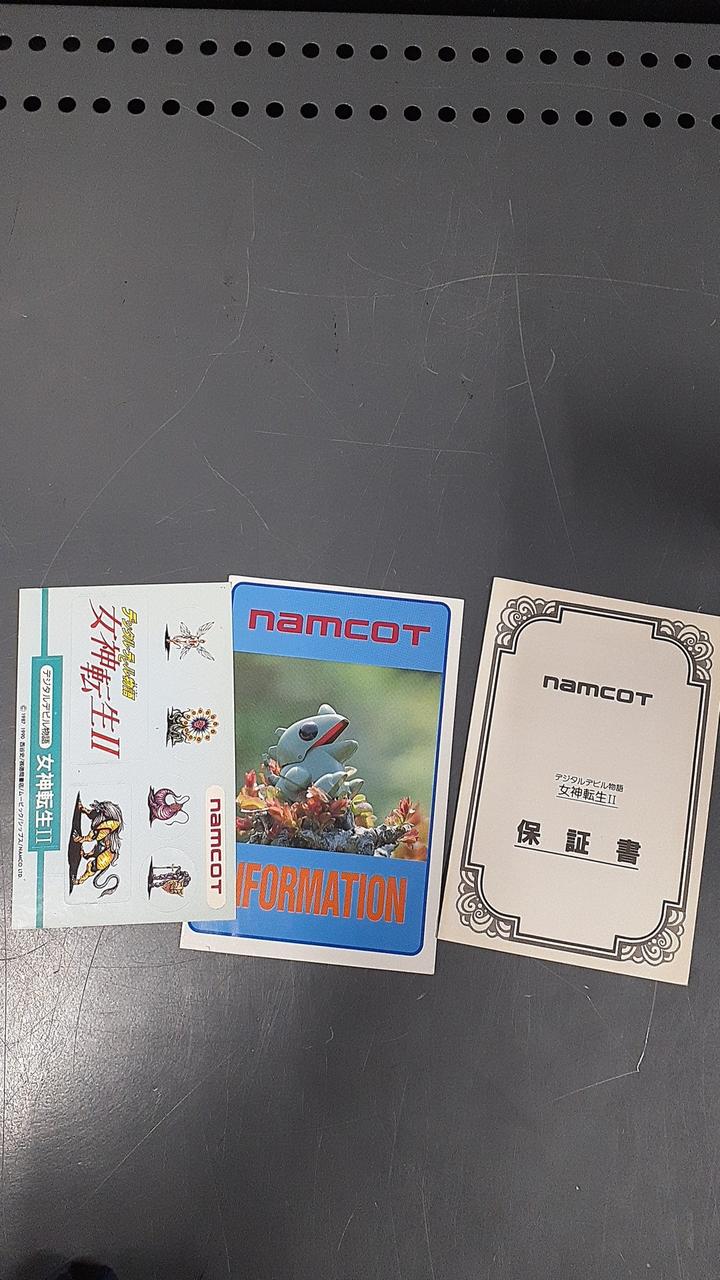 デジタルデビル物語
女神転生II
namcot
デジタルデビル物語 女神転生II
namcot
INFORMATION
namcot
デジタルデビル物語
女神転生II
保証書